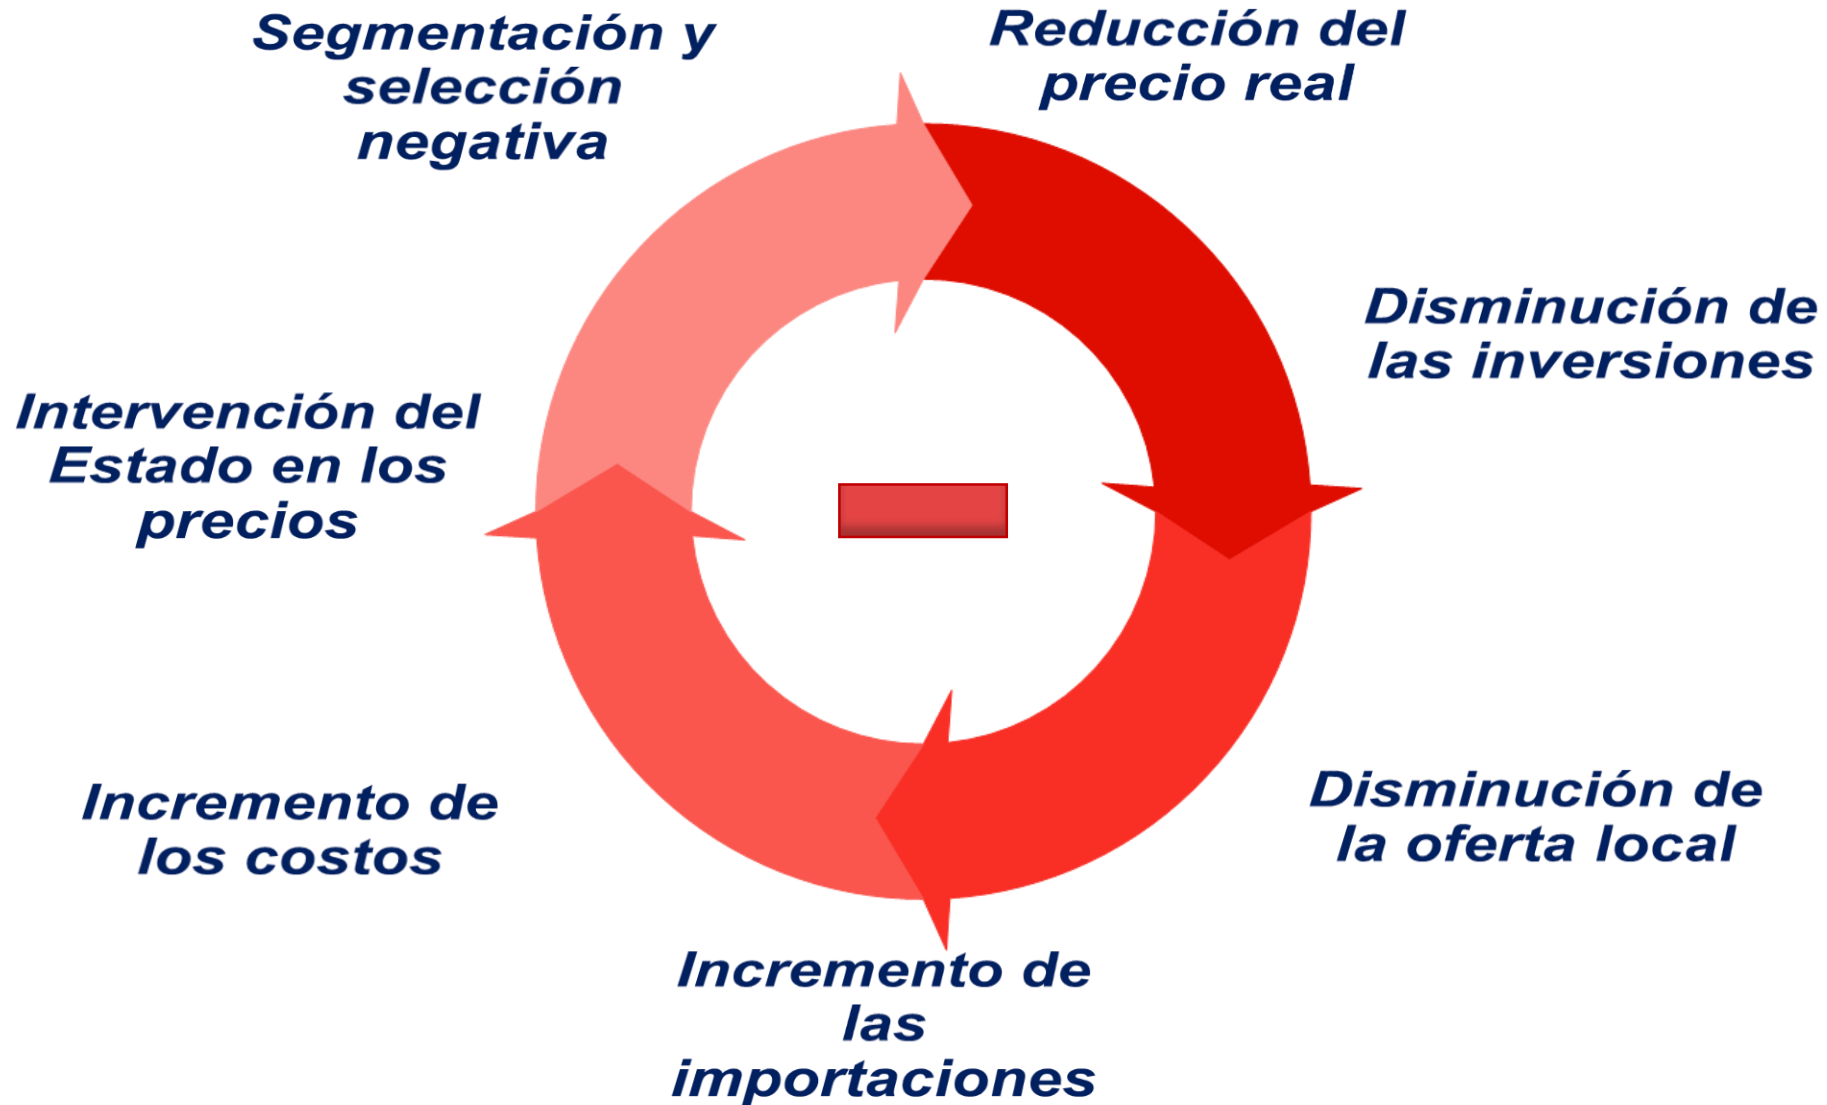 Segmentación y
selección
negativa
Reducción del
precio real
Disminución de
las inversiones
Intervención del
Estado en los
precios
Disminución de
la oferta local
Incremento de
los costos
Incremento de
las
importaciones